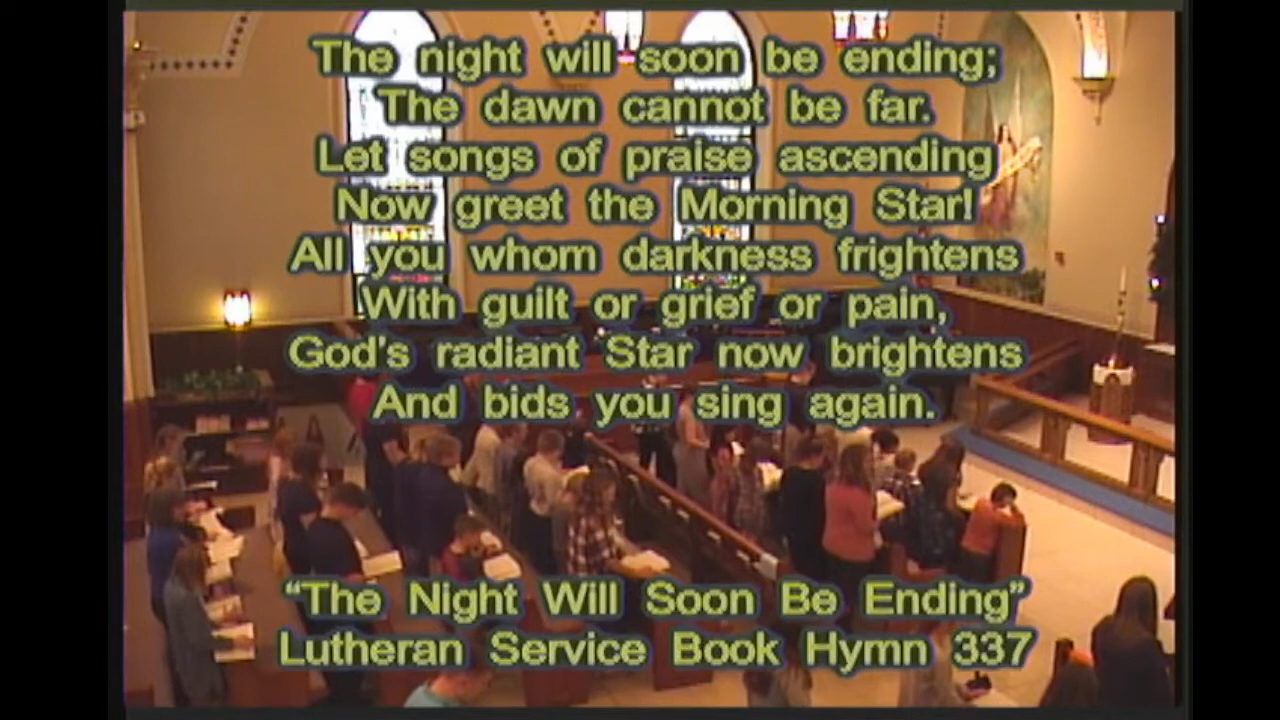 The night will soon be ending;
The dawn cannot be far.
Let songs of praise ascending
Now greet the Morning Star!
All you whom darkness frightens
With guilt or grief or pain,
God's radiant Star now brightens
And bids you sing again.
“The Night Will Soon Be Ending”
Lutheran Service Book Hymn 337